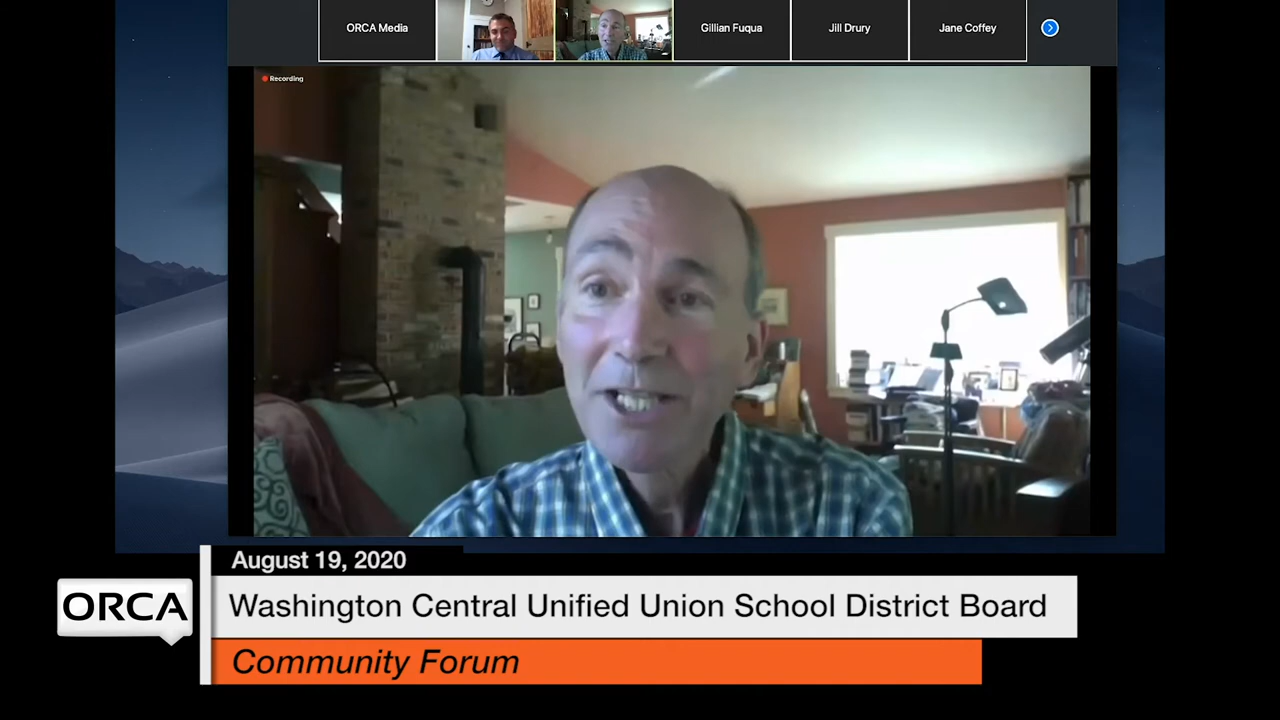 ORCA Media
Gillian Fuqua
Jill Drury
Jane Coffey
Recording
August 19, 2020
ORCA
Washington Central Unified Union School District Board
Community Forum